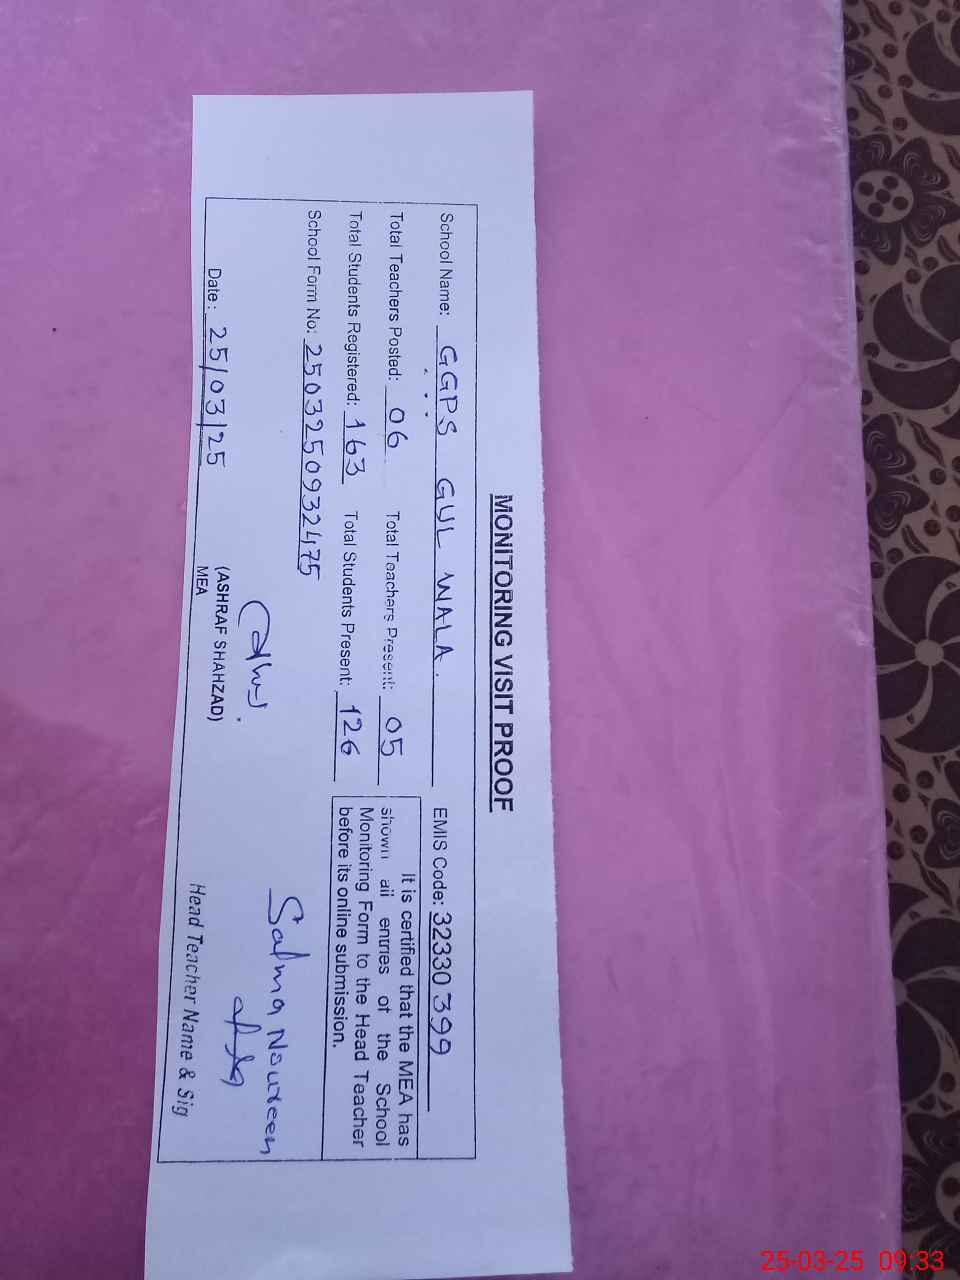 MONITORING VISIT PROOF
School Name: GGPS GUL WALA. EMIS Code: 32330399
Total Teachers Posted: 06 Total Teachers Present: 05
Total Students Registered: 163 Total Students Present: 126
School Form No: 250325093247​5
It is certified that the MEA has
shown all entries of the School
Monitoring Form to the Head Teacher
before its online submission.
Salma Noureen
Date: 25/03/25
(ASHRAF SHAHZAD)
MEA
Head Teacher Name & Sig
25-03-25 09:33